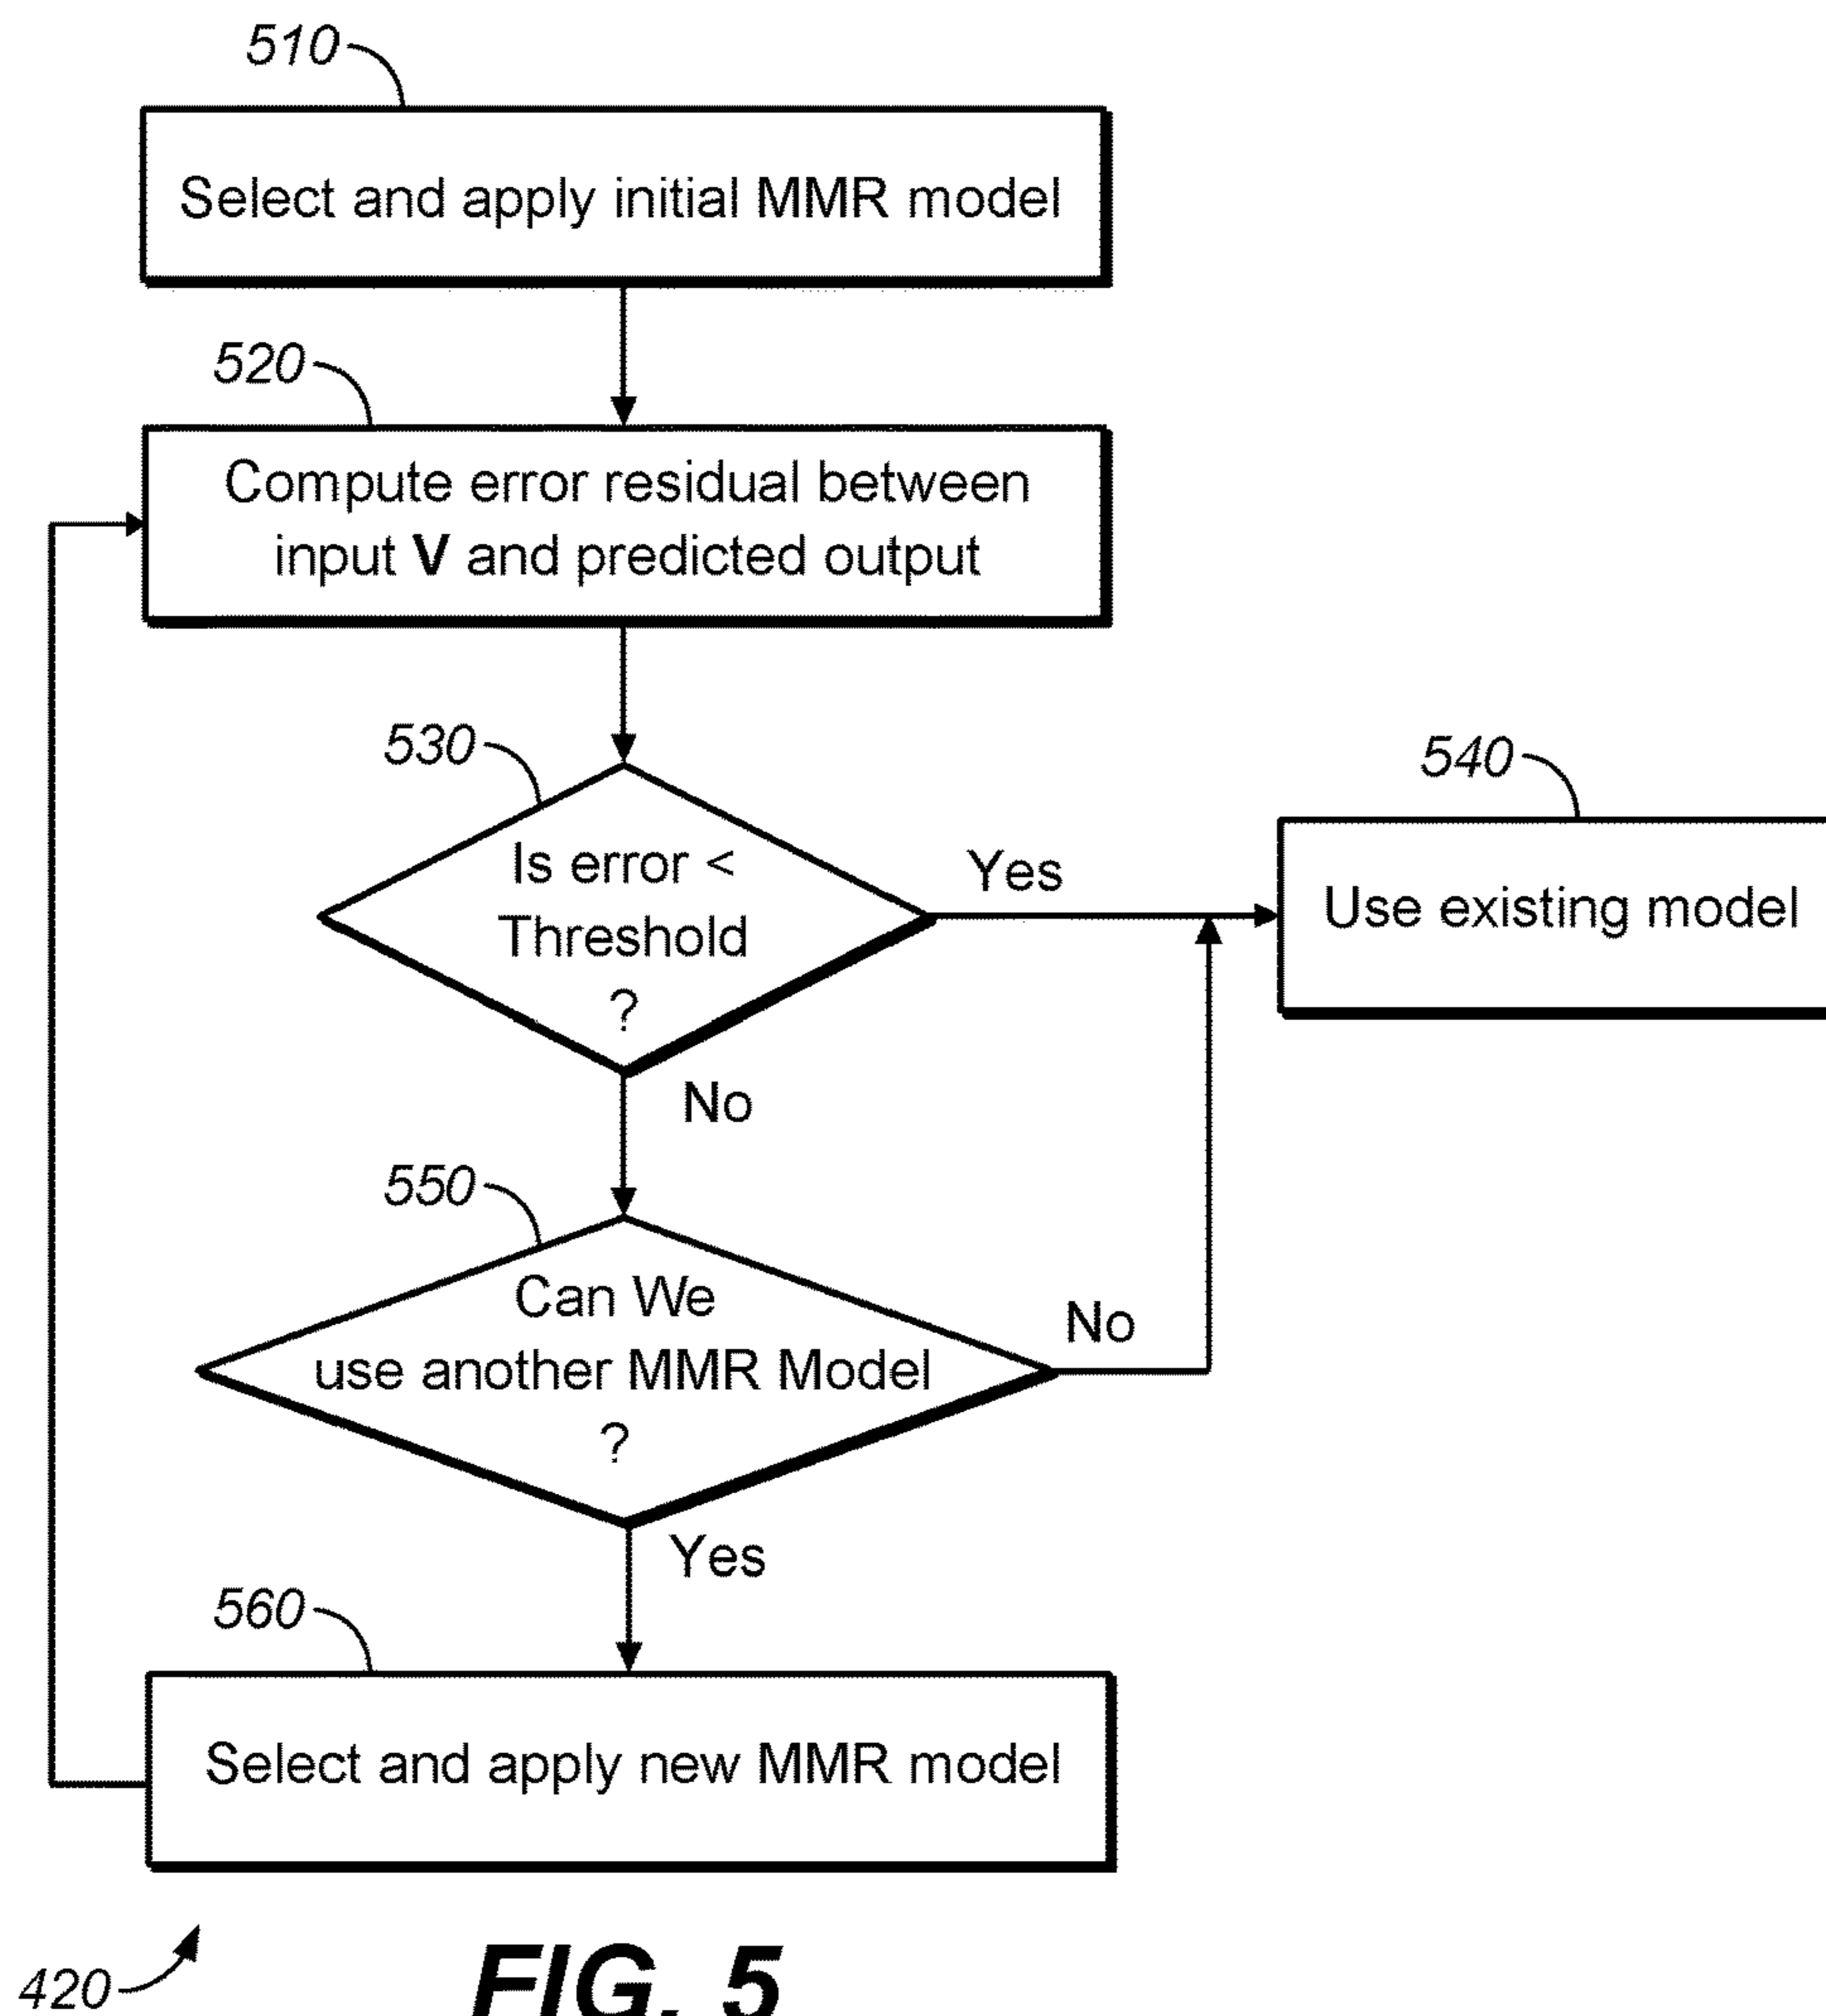 510
Select and apply initial MMR model
520
Compute error residual between
input V and predicted output
530
Is error <
Threshold
?
Yes
540
Use existing model
No
550
Can We
use another MMR Model
?
No
Yes
560
Select and apply new MMR model
420
FIG. 5